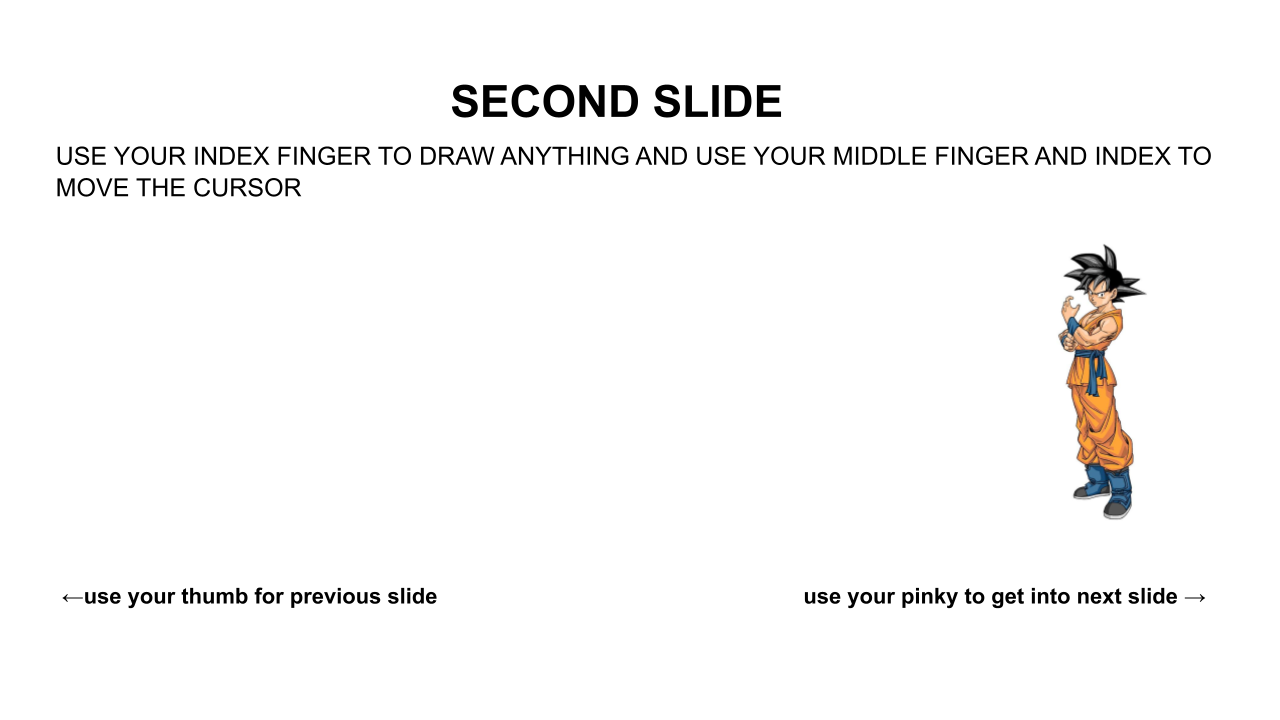 SECOND SLIDE
USE YOUR INDEX FINGER TO DRAW ANYTHING AND USE YOUR MIDDLE FINGER AND INDEX TO
MOVE THE CURSOR
←use your thumb for previous slide
use your pinky to get into next slide →